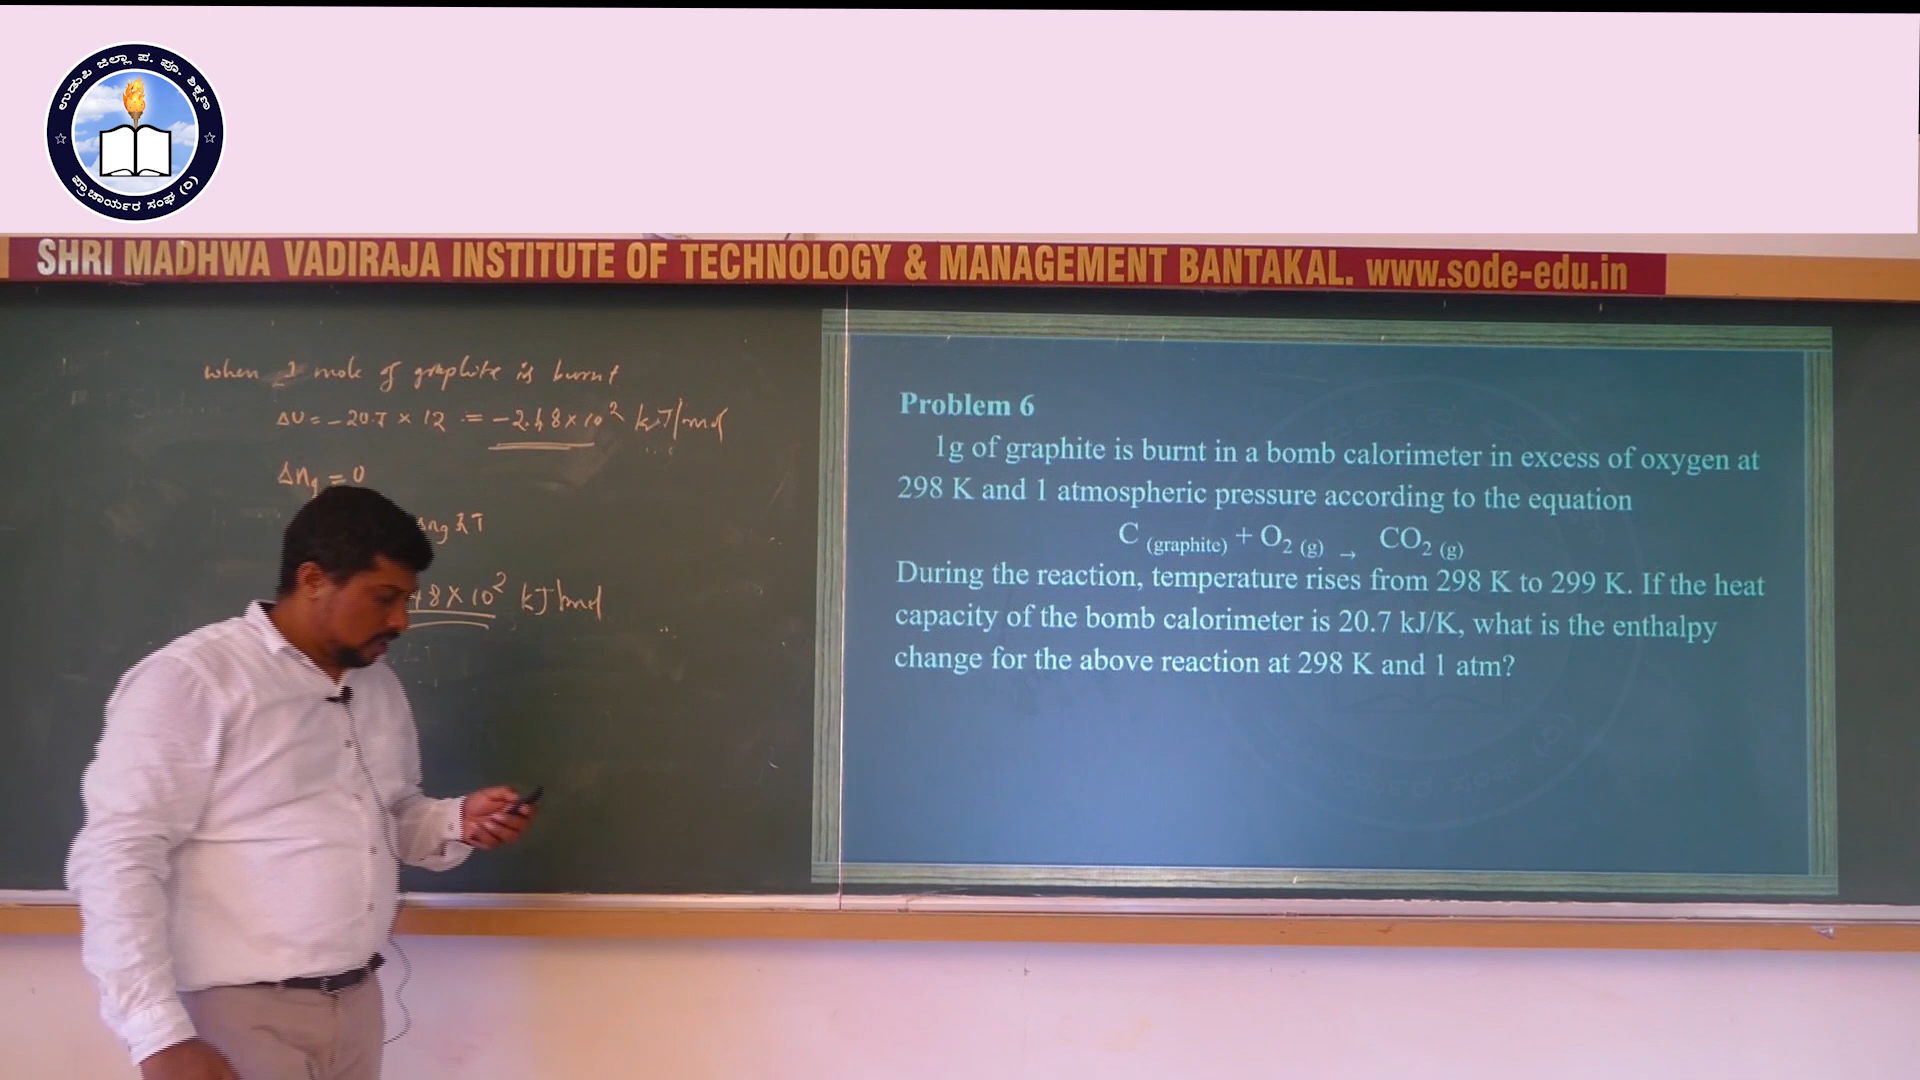 ಉಡುಪಿ ಜಿಲ್ಲಾ ಪ. ಪೂ. ಶಿಕ್ಷಣ
ಪ್ರಾಚಾರ್ಯರ ಸಂಘ (ರಿ)
SHRI MADHWA VADIRAJA INSTITUTE OF TECHNOLOGY & MANAGEMENT BANTAKAL. www.sode-edu.in
when 1 mole of graphite is burnt
ΔU = -20.7 × 12 = -2.48×10² kJ/mol
Δng = 0
Δng RT
48×10² kJ/mol
Problem 6
1g of graphite is burnt in a bomb calorimeter in excess of oxygen at
298 K and 1 atmospheric pressure according to the equation
C (graphite) + O₂ (g) → CO₂ (g)
During the reaction, temperature rises from 298 K to 299 K. If the heat
capacity of the bomb calorimeter is 20.7 kJ/K, what is the enthalpy
change for the above reaction at 298 K and 1 atm?